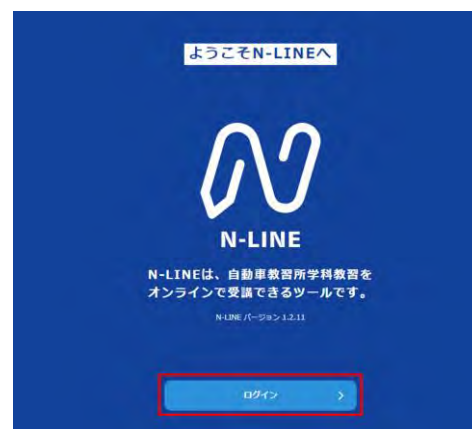 ようこそN-LINEへ
N-LINE
N-LINEは、自動車教習所学科教習を
オンラインで受講できるツールです。
N-LINE バージョン 1.2.11
ログイン